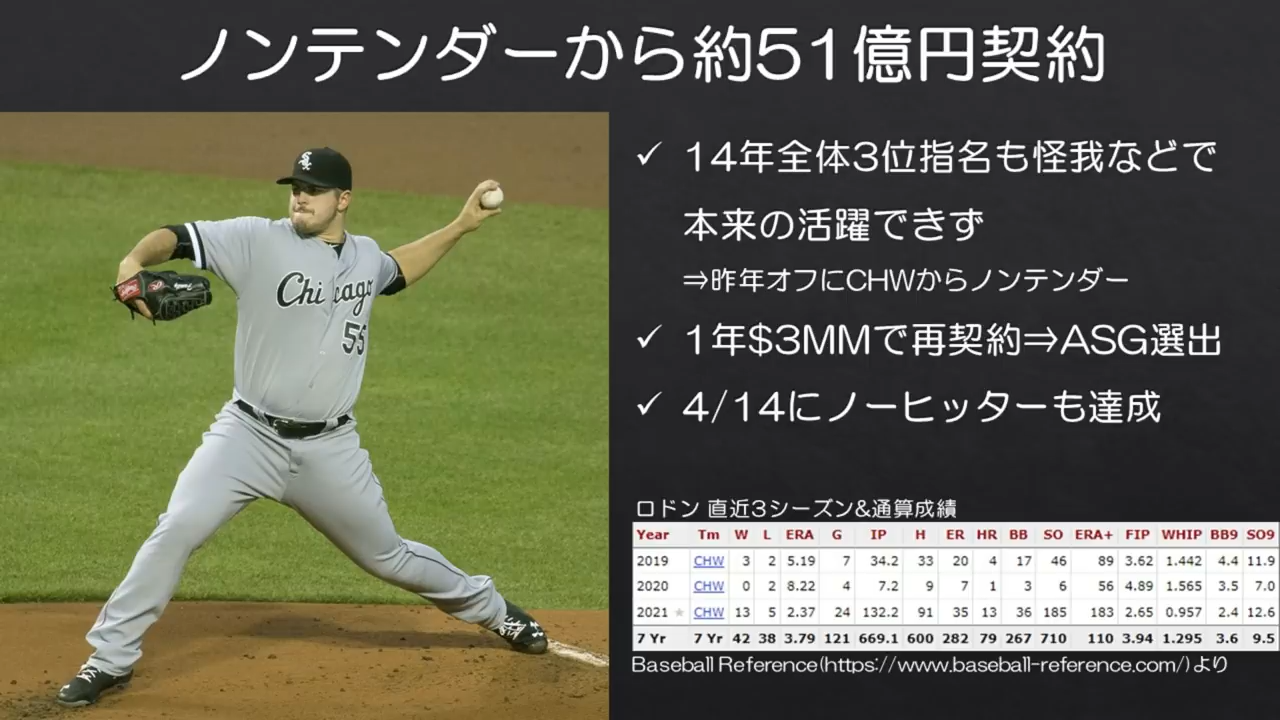 ノンテンダーから約51億円契約
✓ 14年全体3位指名も怪我などで
本来の活躍できず
⇒昨年オフにCHWからノンテンダー
✓ 1年$3MMで再契約⇒ASG選出
✓ 4/14にノーヒッターも達成
Chicago
55
ロドン 直近3シーズン&通算成績
Year Tm W L ERA G IP H ER HR BB SO ERA+ FIP WHIP BB9 SO9
2019 CHW 3 2 5.19 7 34.2 33 20 4 17 46 89 3.62 1.442 4.4 11.9
2020 CHW 0 2 8.22 4 7.2 9 7 1 3 6 56 4.89 1.565 3.5 7.0
2021 ★ CHW 13 5 2.37 24 132.2 91 35 13 36 185 183 2.65 0.957 2.4 12.6
7 Yr 7 Yr 42 38 3.79 121 669.1 600 282 79 267 710 110 3.94 1.295 3.6 9.5
Baseball Reference(https://www.baseball-reference.com/)より